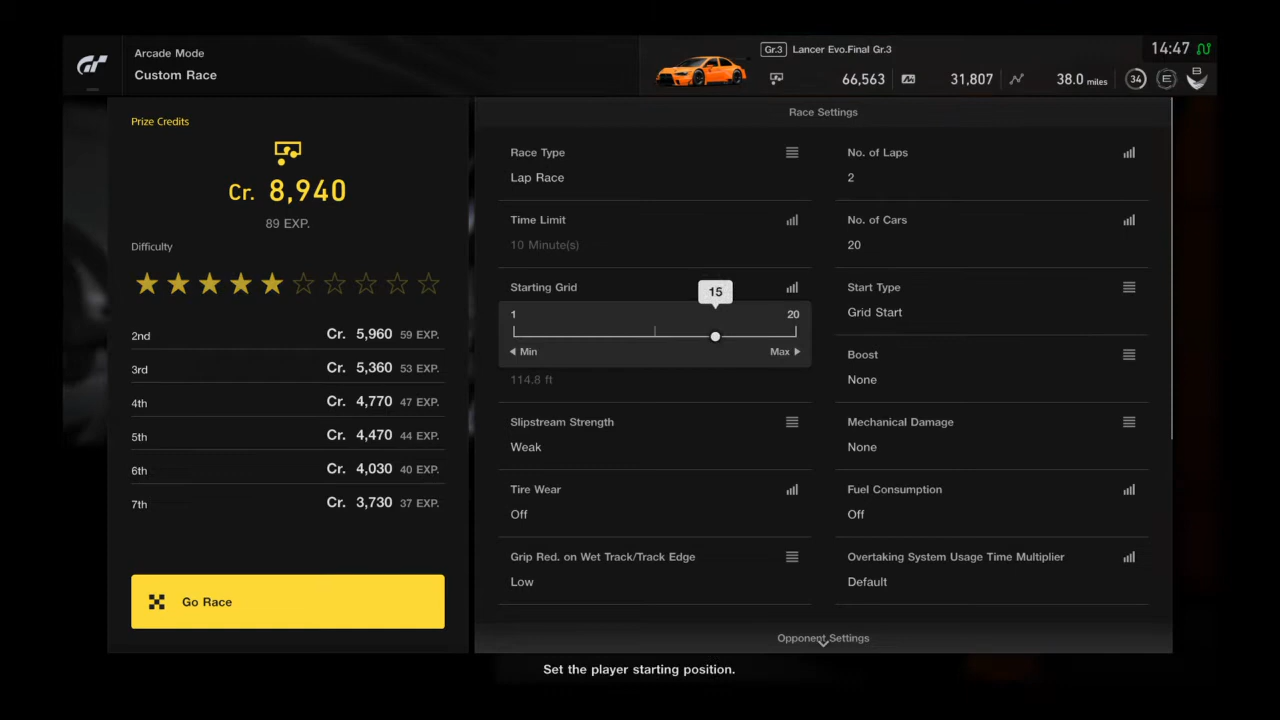 Arcade Mode
Custom Race
Gr.3 Lancer Evo.Final Gr.3
66,563 31,807 38.0 miles 34 E B
14:47
Prize Credits
Cr. 8,940
89 EXP.
Difficulty
2nd Cr. 5,960 59 EXP.
3rd Cr. 5,360 53 EXP.
4th Cr. 4,770 47 EXP.
5th Cr. 4,470 44 EXP.
6th Cr. 4,030 40 EXP.
7th Cr. 3,730 37 EXP.
Go Race
Race Settings
Race Type
Lap Race
No. of Laps
2
Time Limit
10 Minute(s)
No. of Cars
20
Starting Grid
15
1 20
Min Max
114.8 ft
Start Type
Grid Start
Boost
None
Slipstream Strength
Weak
Mechanical Damage
None
Tire Wear
Off
Fuel Consumption
Off
Grip Red. on Wet Track/Track Edge
Low
Overtaking System Usage Time Multiplier
Default
Opponent Settings
Set the player starting position.